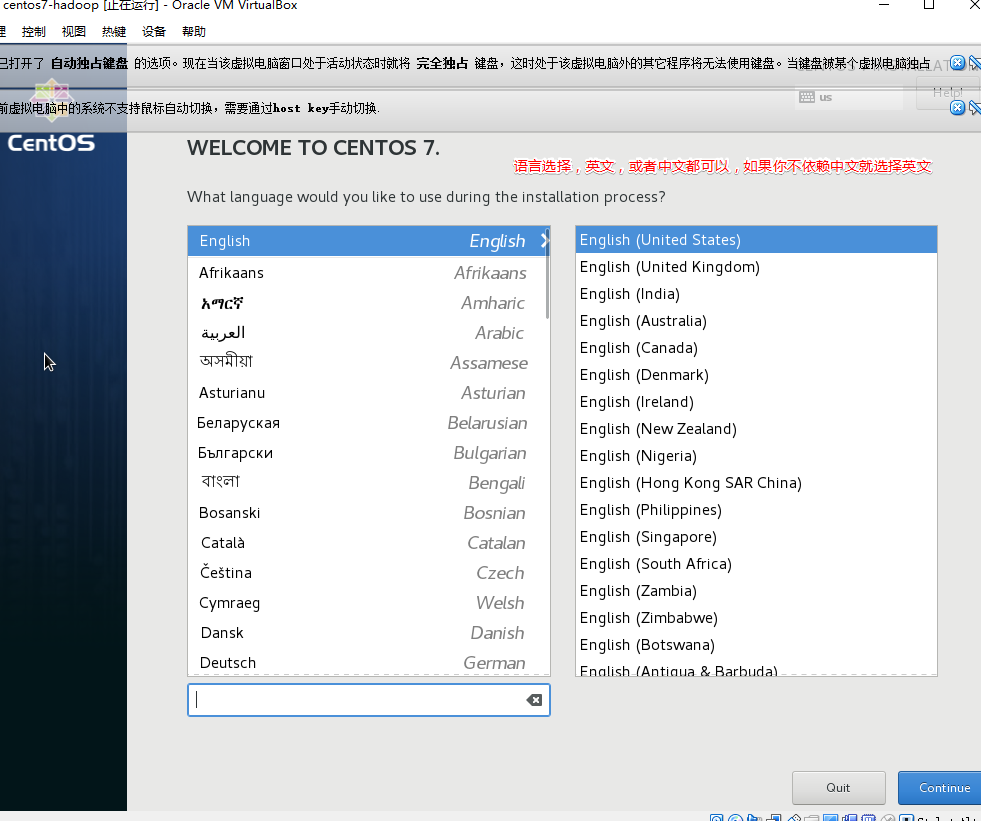 centos7-hadoop [正在运行] - Oracle VM VirtualBox
控制 视图 热键 设备 帮助
已打开了 自动独占键盘 的选项。现在当该虚拟电脑窗口处于活动状态时就将 完全独占 键盘，这时处于该虚拟电脑外的其它程序将无法使用键盘。当键盘被某个虚拟电脑独占
Help!
us
前虚拟电脑中的系统不支持鼠标自动切换，需要通过host key手动切换.
CentOS
WELCOME TO CENTOS 7.
语言选择，英文，或者中文都可以，如果你不依赖中文就选择英文
What language would you like to use during the installation process?
English English
Afrikaans Afrikaans
አማርኛ Amharic
العربية Arabic
অসমীয়া Assamese
Asturianu Asturian
Беларуская Belarusian
Български Bulgarian
বাংলা Bengali
Bosanski Bosnian
Català Catalan
Čeština Czech
Cymraeg Welsh
Dansk Danish
Deutsch German
English (United States)
English (United Kingdom)
English (India)
English (Australia)
English (Canada)
English (Denmark)
English (Ireland)
English (New Zealand)
English (Nigeria)
English (Hong Kong SAR China)
English (Philippines)
English (Singapore)
English (South Africa)
English (Zambia)
English (Zimbabwe)
English (Botswana)
English (Antigua & Barbuda)
Quit
Continue